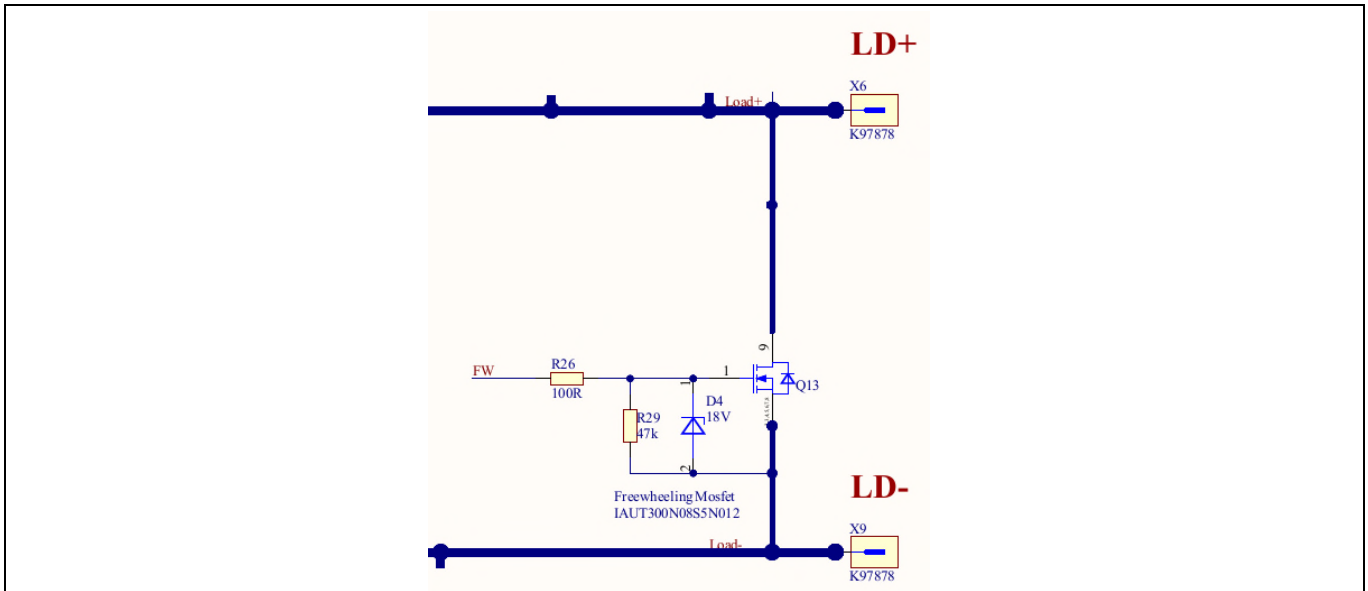 LD+
X6
Load+
K97878
9
FW
R26
1
100R
Q13
1
D4
R29
18V
47k
2
LD-
Freewheeling Mosfet
IAUT300N08S5N012
X9
Load-
K97878